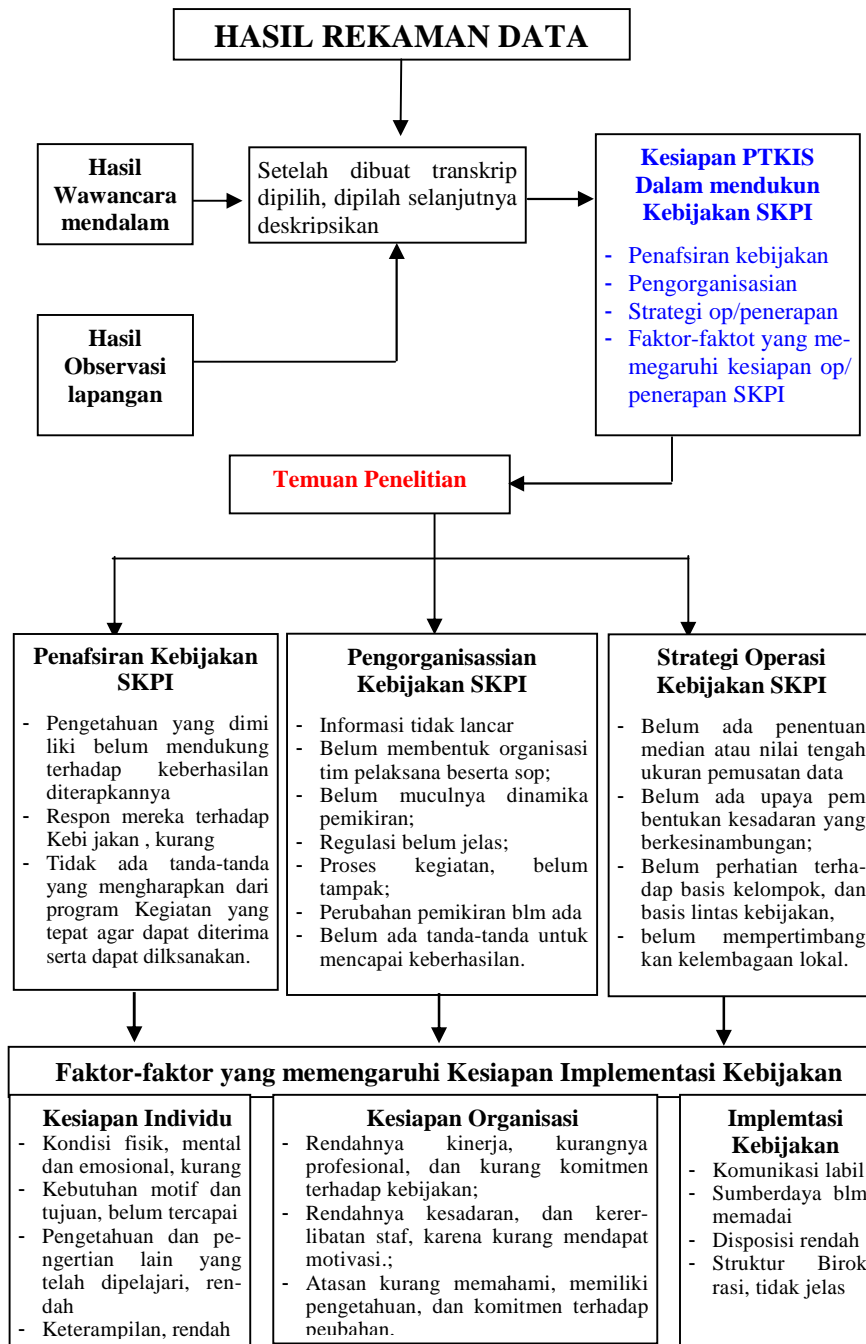 HASIL REKAMAN DATA
Hasil
Wawancara
mendalam
Setelah dibuat transkrip
dipilih, dipilah selanjutnya
deskripsikan
Kesiapan PTKIS
Dalam mendukun
Kebijakan SKPI
- Penafsiran kebijakan
- Pengorganisasian
- Strategi op/penerapan
- Faktor-faktot yang me-
megaruhi kesiapan op/
penerapan SKPI
Hasil
Observasi
lapangan
Temuan Penelitian
Penafsiran Kebijakan
SKPI
- Pengetahuan yang dimi
liki belum mendukung
terhadap keberhasilan
diterapkannya
- Respon mereka terhadap
Kebi jakan , kurang
- Tidak ada tanda-tanda
yang mengharapkan dari
program Kegiatan yang
tepat agar dapat diterima
serta dapat dilksanakan.
Pengorganisassian
Kebijakan SKPI
- Informasi tidak lancar
- Belum membentuk organisasi
tim pelaksana beserta sop;
- Belum muculnya dinamika
pemikiran;
- Regulasi belum jelas;
- Proses kegiatan, belum
tampak;
- Perubahan pemikiran blm ada
- Belum ada tanda-tanda untuk
mencapai keberhasilan.
Strategi Operasi
Kebijakan SKPI
- Belum ada penentuan
median atau nilai tengah
ukuran pemusatan data
- Belum ada upaya pem
bentukan kesadaran yang
berkesinambungan;
- Belum perhatian terha-
dap basis kelompok, dan
basis lintas kebijakan,
- belum mempertimbang
kan kelembagaan lokal.
Faktor-faktor yang memengaruhi Kesiapan Implementasi Kebijakan
Kesiapan Individu
- Kondisi fisik, mental
dan emosional, kurang
- Kebutuhan motif dan
tujuan, belum tercapai
- Pengetahuan dan pe-
ngertian lain yang
telah dipelajari, ren-
dah
- Keterampilan, rendah
Kesiapan Organisasi
- Rendahnya kinerja, kurangnya
profesional, dan kurang komitmen
terhadap kebijakan;
- Rendahnya kesadaran, dan kerer-
libatan staf, karena kurang mendapat
motivasi.;
- Atasan kurang memahami, memiliki
pengetahuan, dan komitmen terhadap
peubahan.
Implemtasi
Kebijakan
- Komunikasi labil
- Sumberdaya blm
memadai
- Disposisi rendah
- Struktur Birok
rasi, tidak jelas